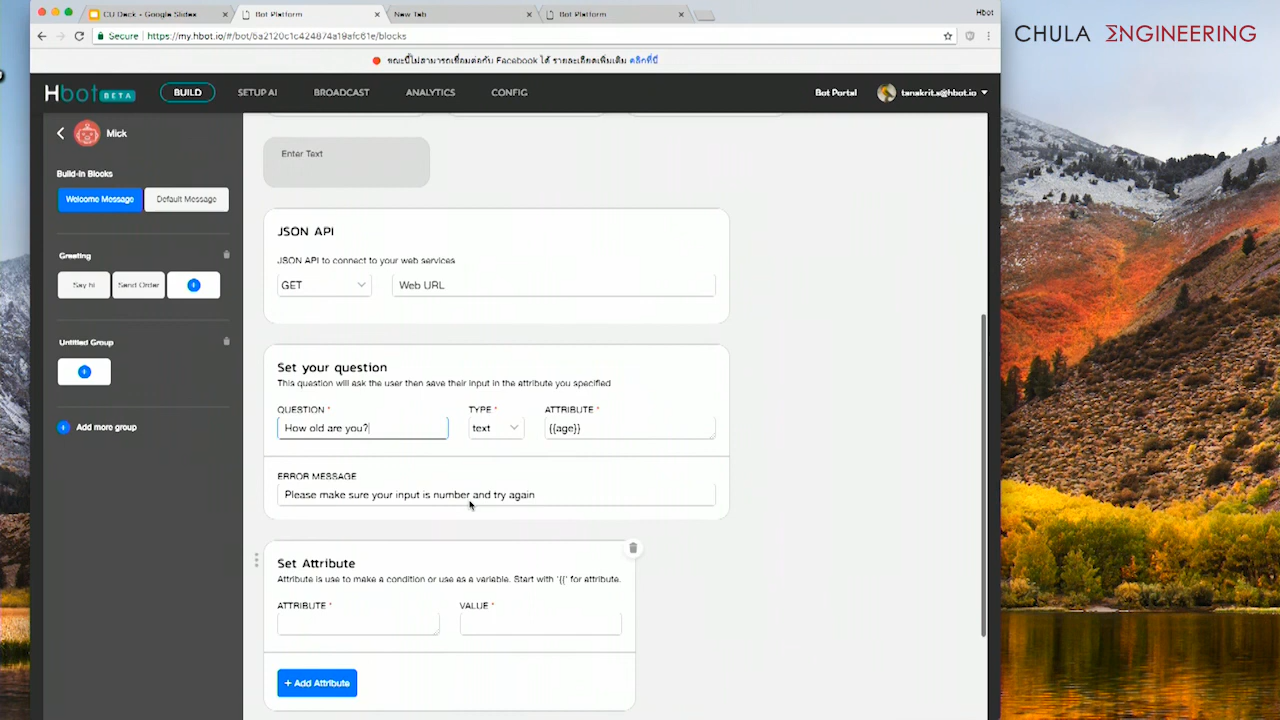 CU Deck - Google Slides
Bot Platform
New Tab
Bot Platform
Hbot
Secure
https://my.hbot.io/#/bot/5a2120c1c424874a19afc61e/blocks
CHULA ΣNGINEERING
ขณะนี้ไม่สามารถเชื่อมต่อกับ Facebook ได้ รายละเอียดเพิ่มเติม คลิกที่นี่
Hbot BETA
BUILD
SETUP AI
BROADCAST
ANALYTICS
CONFIG
Bot Portal
tanakrit.s@hbot.io
Mick
Build-in Blocks
Welcome Message
Default Message
Greeting
Say hi
Send Order
Untitled Group
Add more group
Enter Text
JSON API
JSON API to connect to your web services
GET
Web URL
Set your question
This question will ask the user then save their input in the attribute you specified
QUESTION *
TYPE *
ATTRIBUTE *
How old are you?
text
{{age}}
ERROR MESSAGE
Please make sure your input is number and try again
Set Attribute
Attribute is use to make a condition or use as a variable. Start with '{{' for attribute.
ATTRIBUTE *
VALUE *
+ Add Attribute